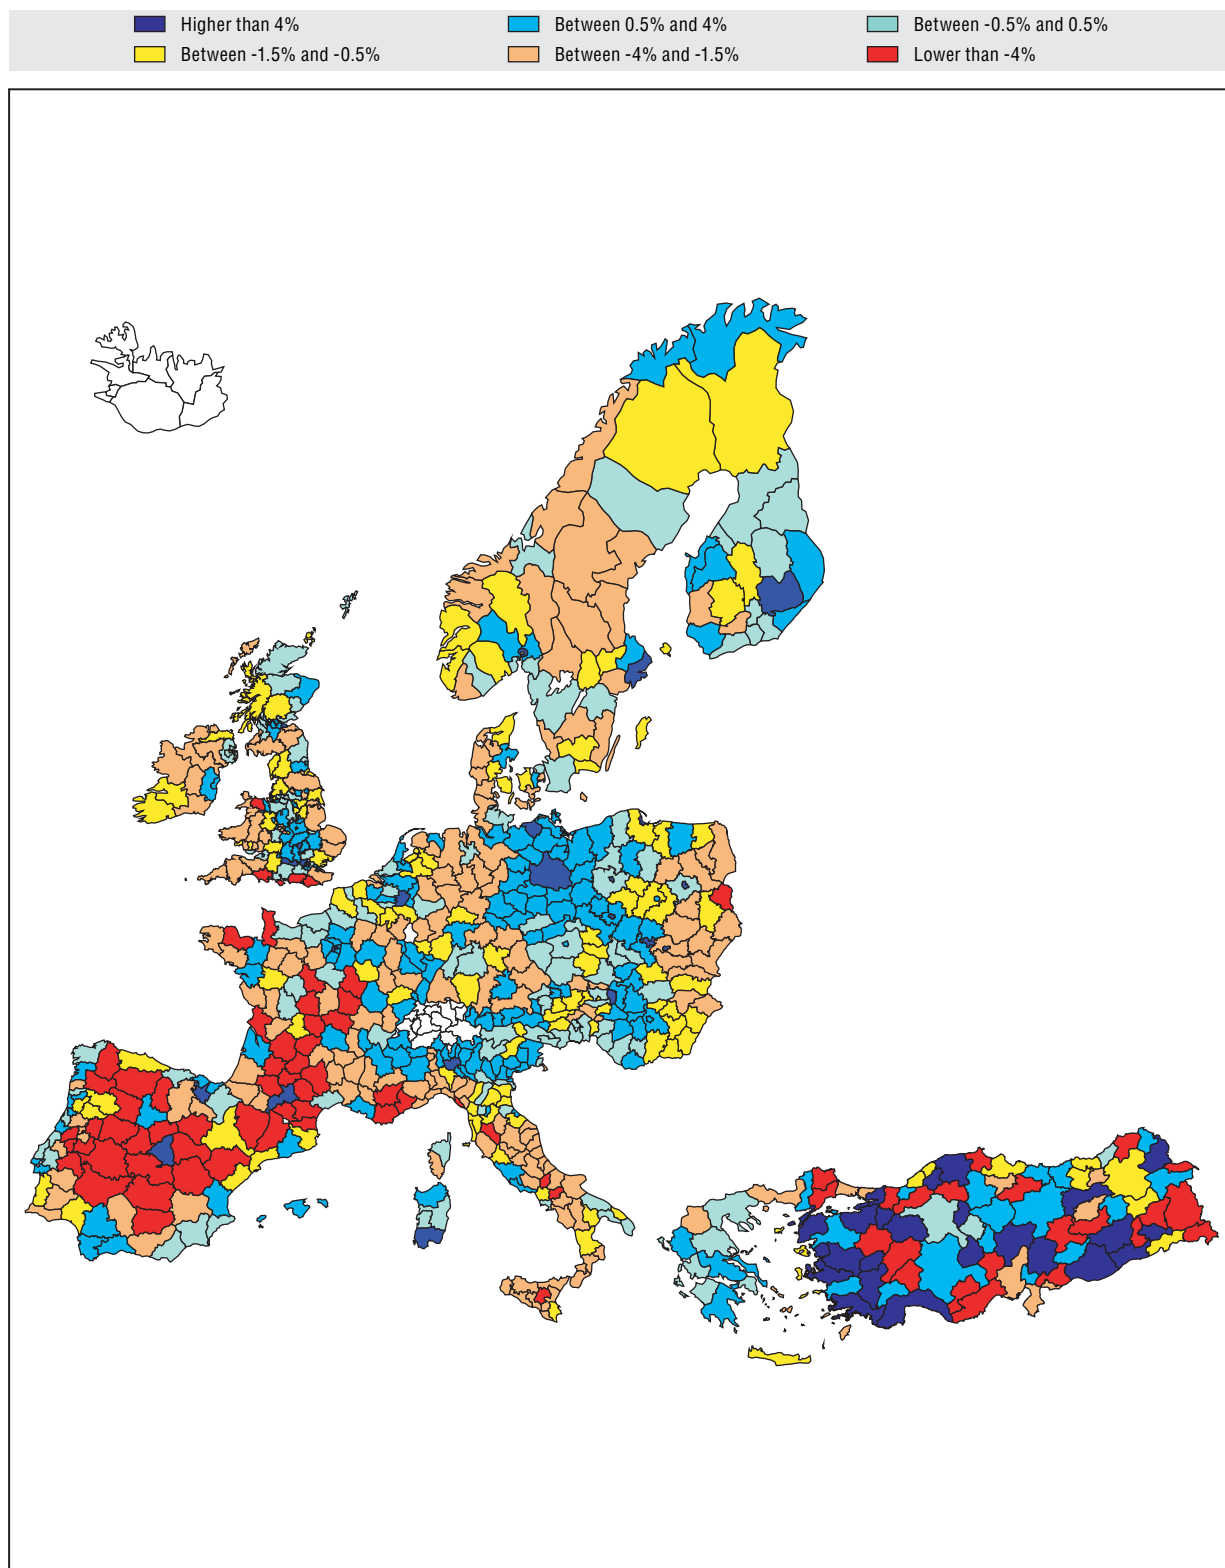 Higher than 4% Between 0.5% and 4% Between -0.5% and 0.5%
Between -1.5% and -0.5% Between -4% and -1.5% Lower than -4%